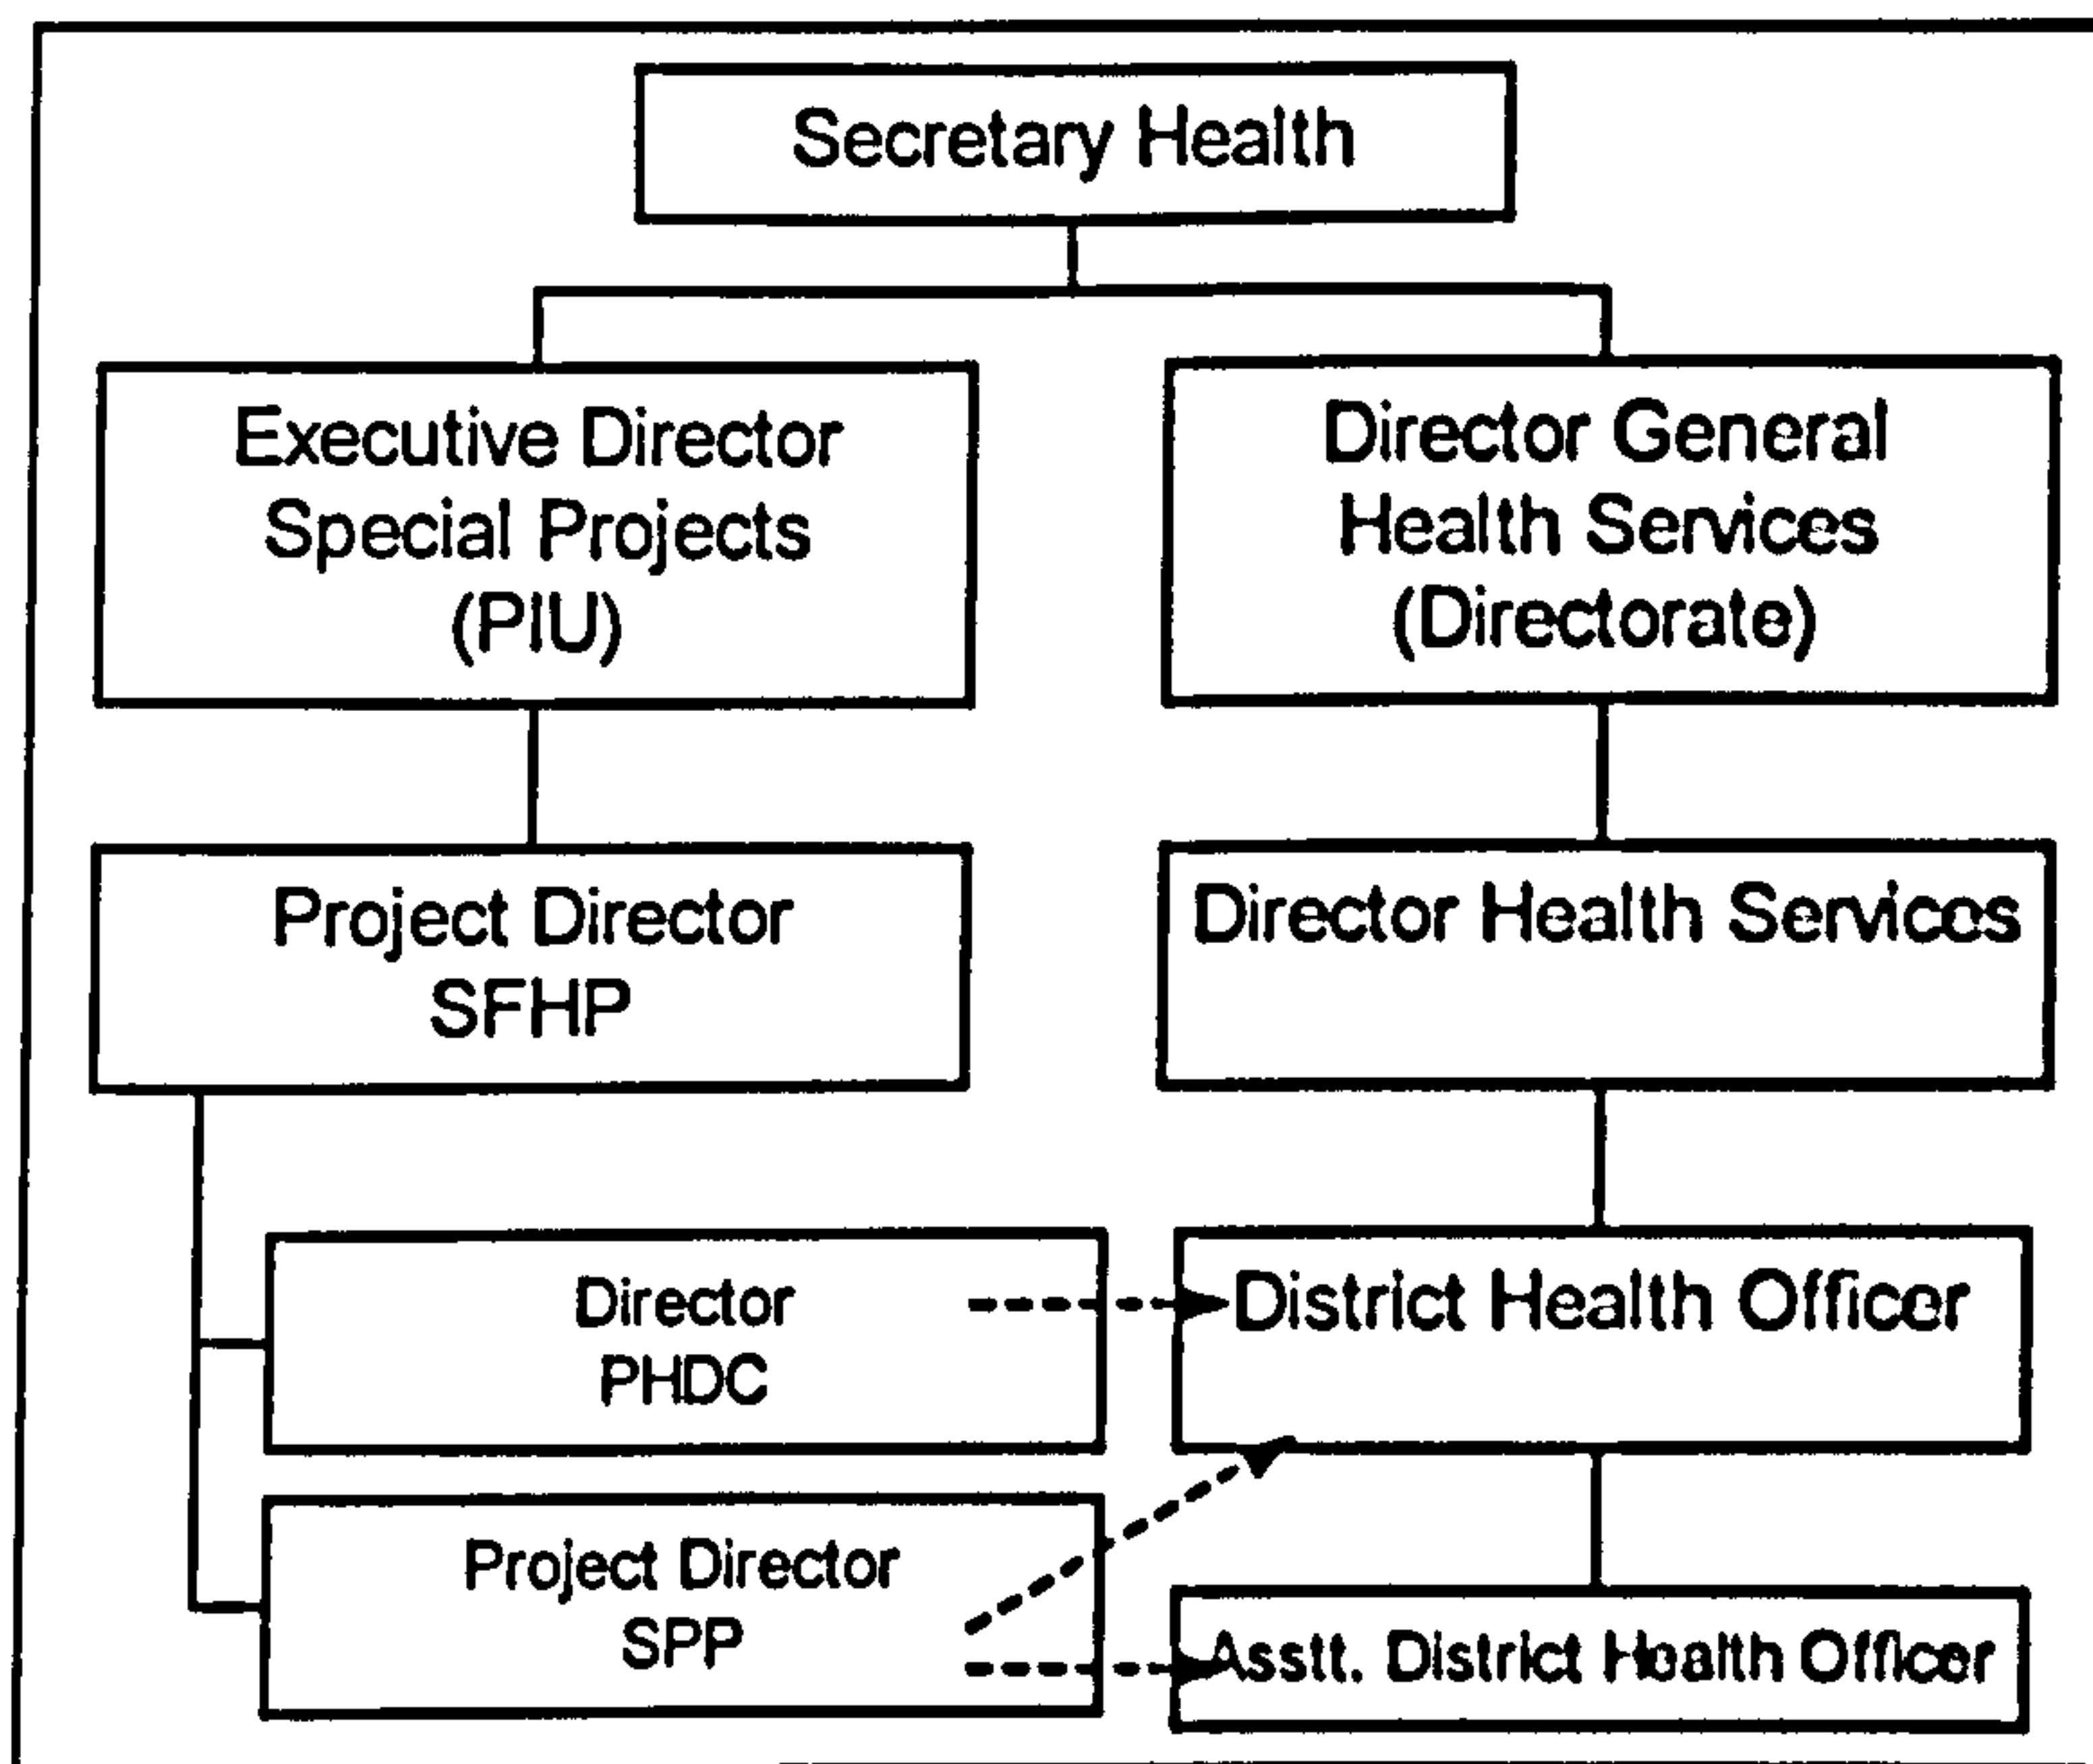 Secretary Health
Executive Director
Special Projects
(PIU)
Director General
Health Services
(Directorate)
Project Director
SFHP
Director Health Services
Director
PHDC
District Health Officer
Project Director
SPP
Asstt. District Health Officer